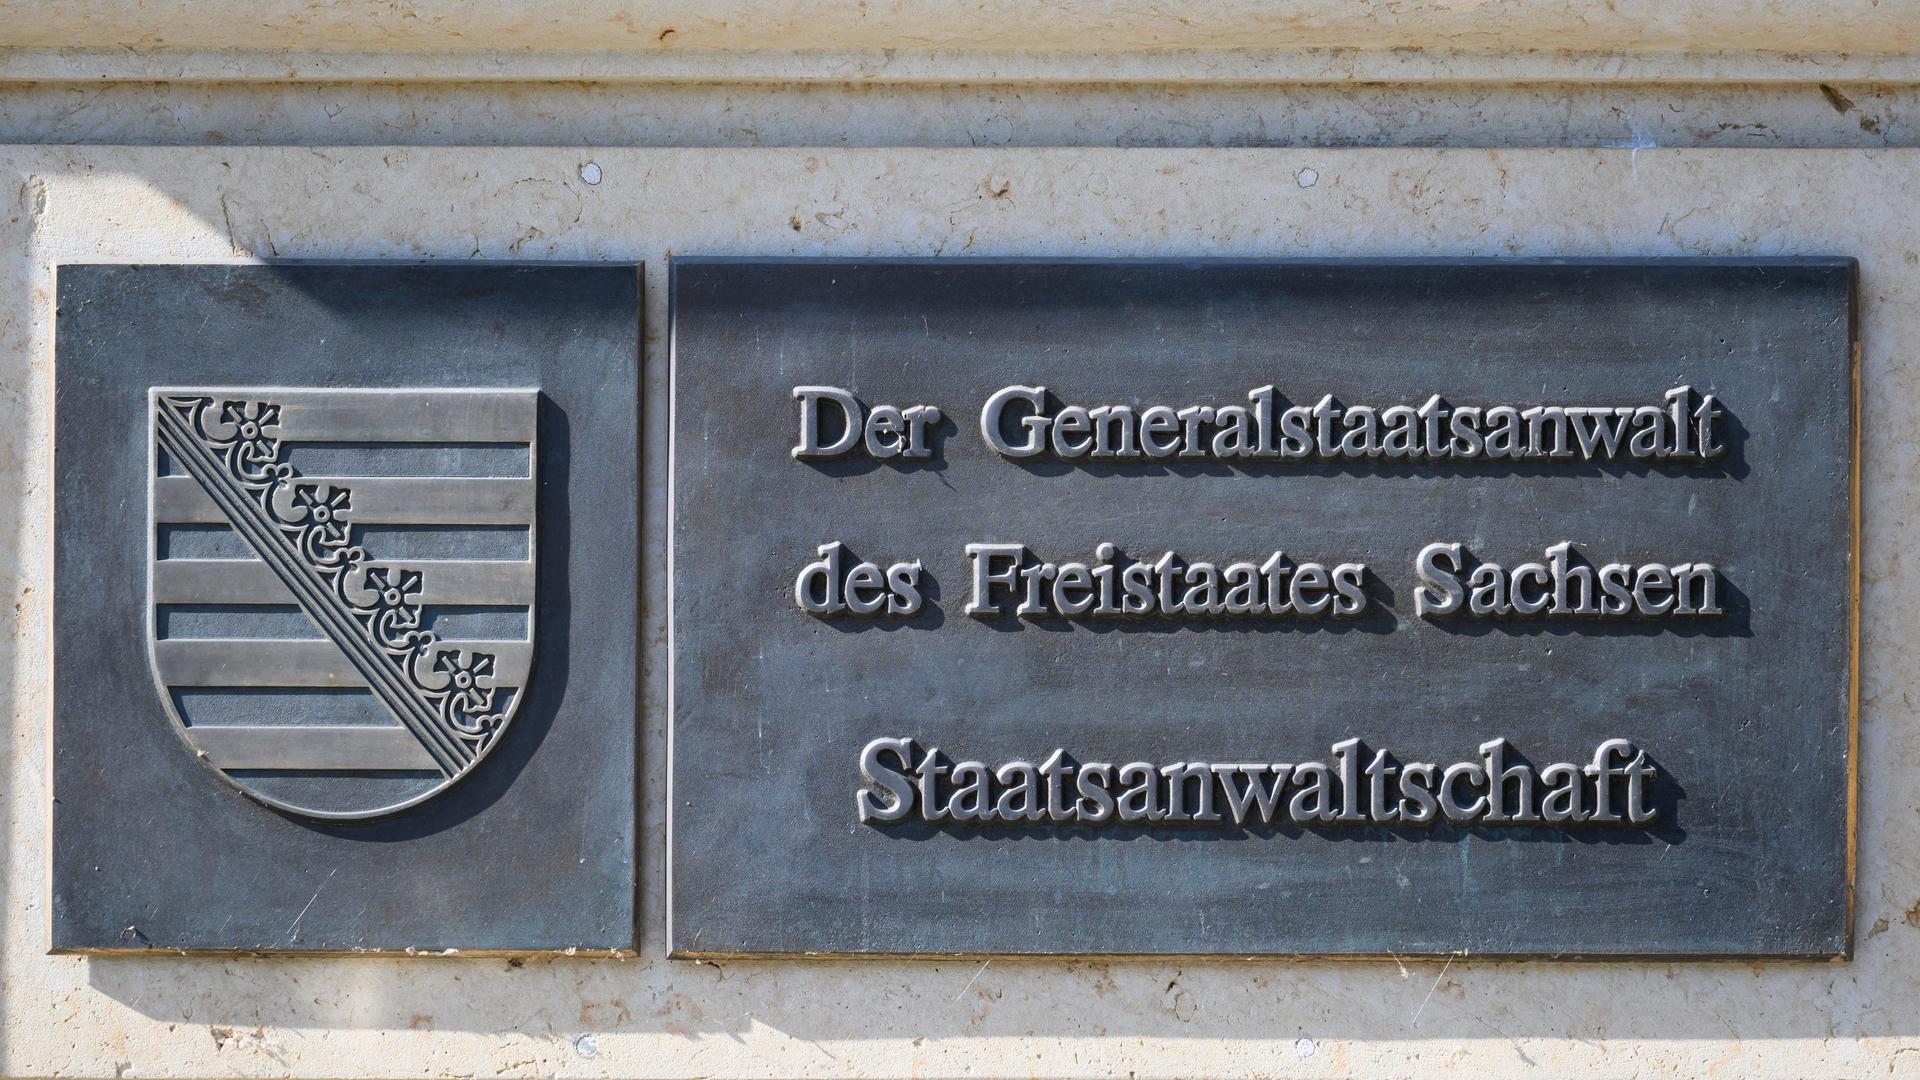 Der Generalstaatsanwalt
des Freistaates Sachsen
Staatsanwaltschaft